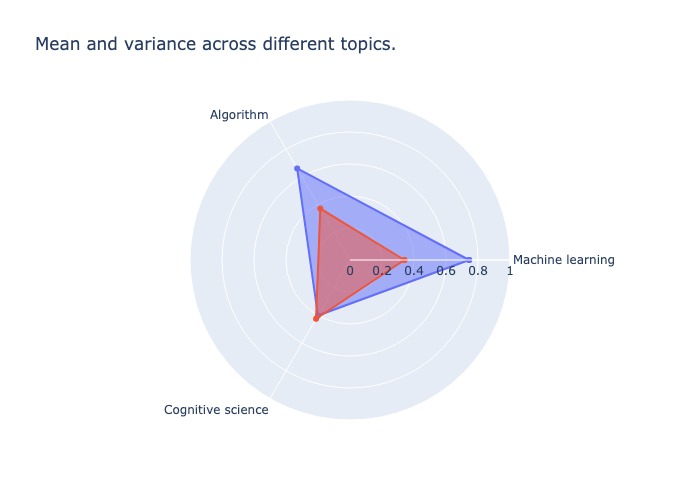 Mean and variance across different topics.
Algorithm
Machine learning
0 0.2 0.4 0.6 0.8 1
Cognitive science